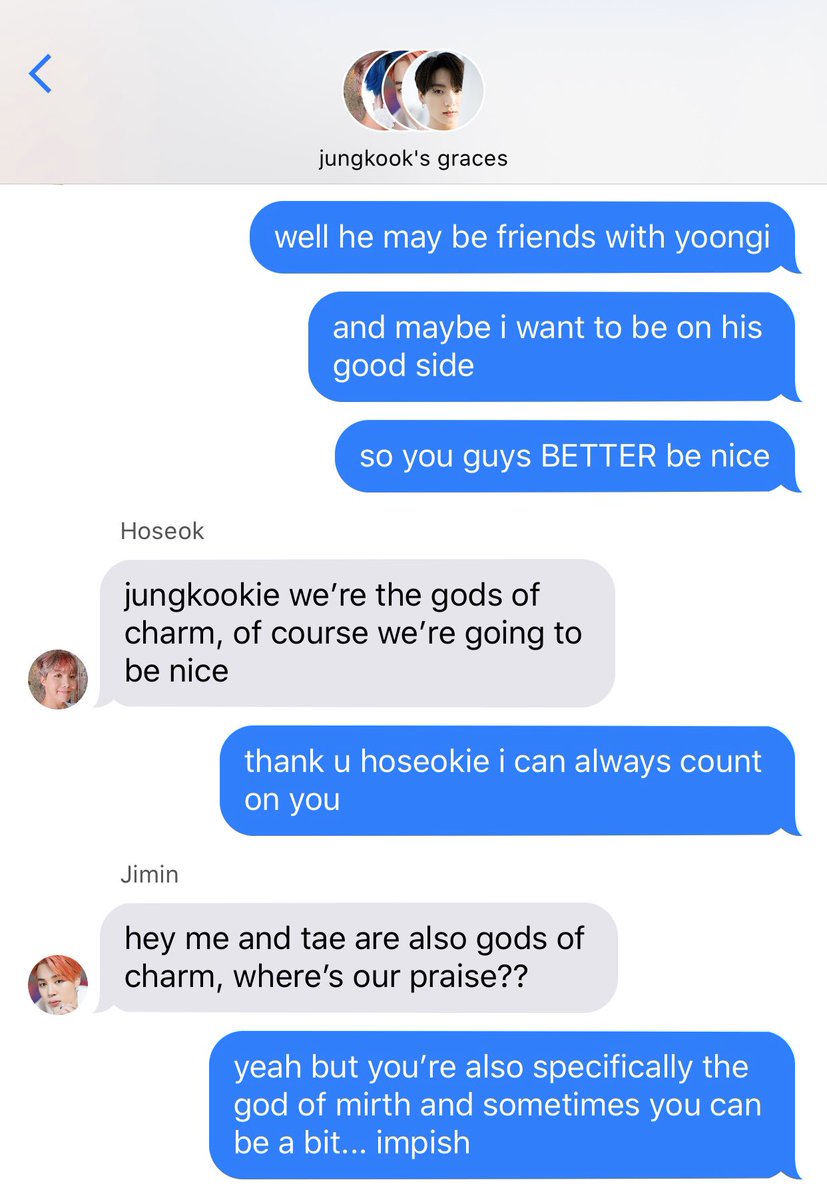 jungkook's graces
well he may be friends with yoongi
and maybe i want to be on his
good side
so you guys BETTER be nice
Hoseok
jungkookie we’re the gods of
charm, of course we’re going to
be nice
thank u hoseokie i can always count
on you
Jimin
hey me and tae are also gods of
charm, where’s our praise??
yeah but you’re also specifically the
god of mirth and sometimes you can
be a bit... impish